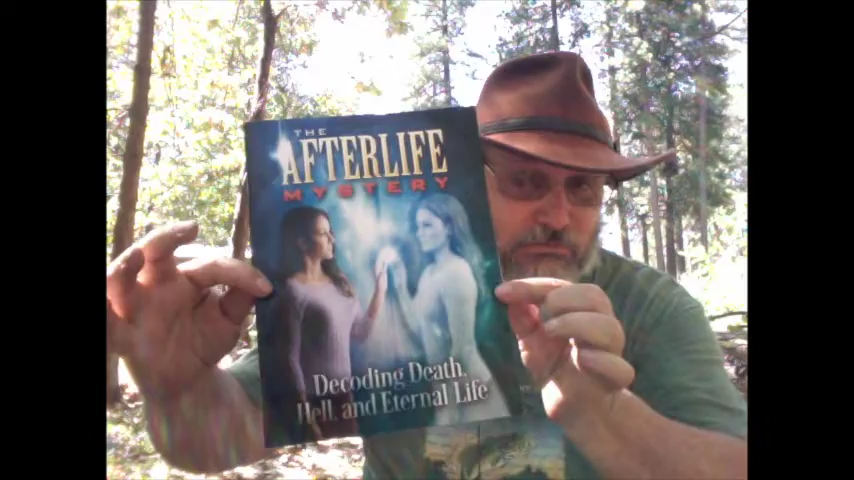 THE
AFTERLIFE
MYSTERY
Decoding Death,
Hell, and Eternal Life